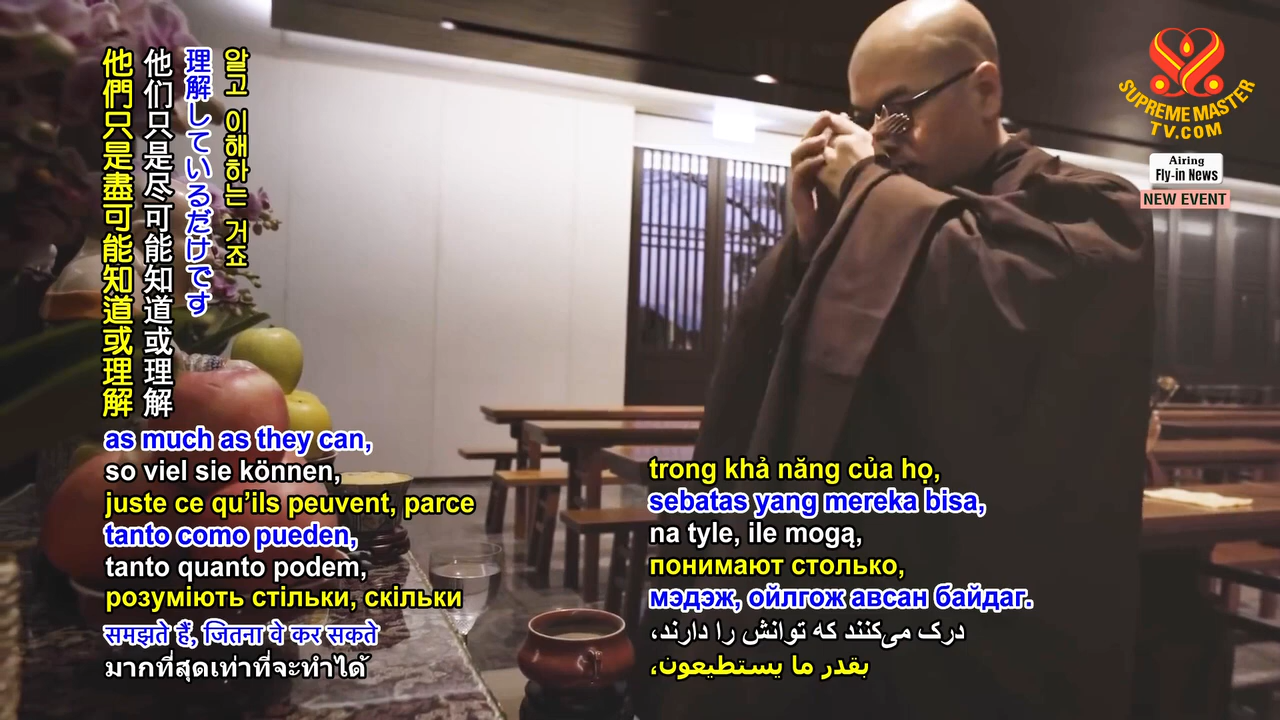 他們只是盡可能知道或理解
他们只是尽可能知道或理解
理解しているだけです
알고 이해하는 거죠
as much as they can,
so viel sie können,
juste ce qu’ils peuvent, parce
tanto como pueden,
tanto quanto podem,
розуміють стільки, скільки
समझते हैं, जितना वे कर सकते
มากที่สุดเท่าที่จะทำได้
trong khả năng của họ,
sebatas yang mereka bisa,
na tyle, ile mogą,
понимают столько,
мэдэж, ойлгож авсан байдаг.
درک می‌کنند که توانش را دارند،
بقدر ما يستطيعون،
SUPREME MASTER
TV.COM
Airing
Fly-in News
NEW EVENT